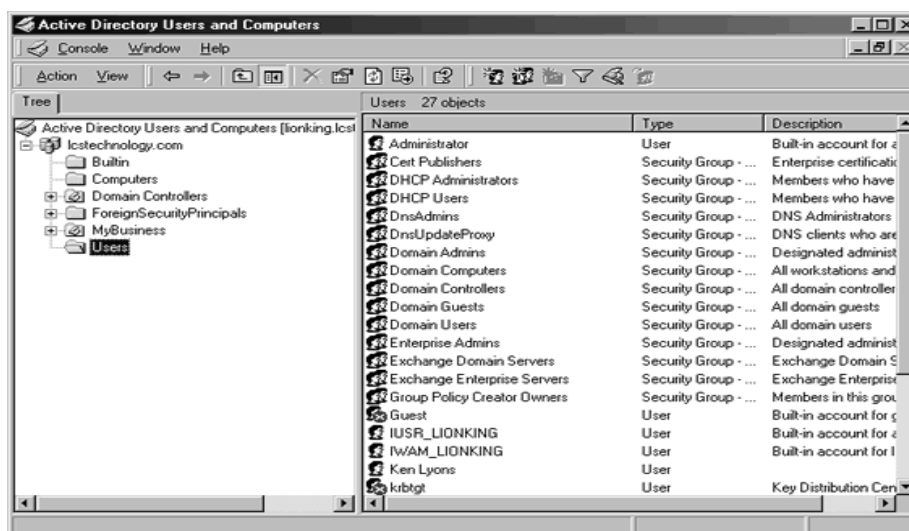 Active Directory Users and Computers
Console Window Help
Action View
Tree
Users 27 objects
Active Directory Users and Computers [lionking.lcst
lcstechnology.com
Builtin
Computers
Domain Controllers
ForeignSecurityPrincipals
MyBusiness
Users
Name Type Description
Administrator User Built-in account for a
Cert Publishers Security Group - ... Enterprise certificatio
DHCP Administrators Security Group - ... Members who have
DHCP Users Security Group - ... Members who have
DnsAdmins Security Group - ... DNS Administrators
DnsUpdateProxy Security Group - ... DNS clients who are
Domain Admins Security Group - ... Designated administ
Domain Computers Security Group - ... All workstations and
Domain Controllers Security Group - ... All domain controller
Domain Guests Security Group - ... All domain guests
Domain Users Security Group - ... All domain users
Enterprise Admins Security Group - ... Designated administ
Exchange Domain Servers Security Group - ... Exchange Domain S
Exchange Enterprise Servers Security Group - ... Exchange Enterprise
Group Policy Creator Owners Security Group - ... Members in this grou
Guest User Built-in account for g
IUSR_LIONKING User Built-in account for a
IWAM_LIONKING User Built-in account for I
Ken Lyons User
krbtgt User Key Distribution Cen